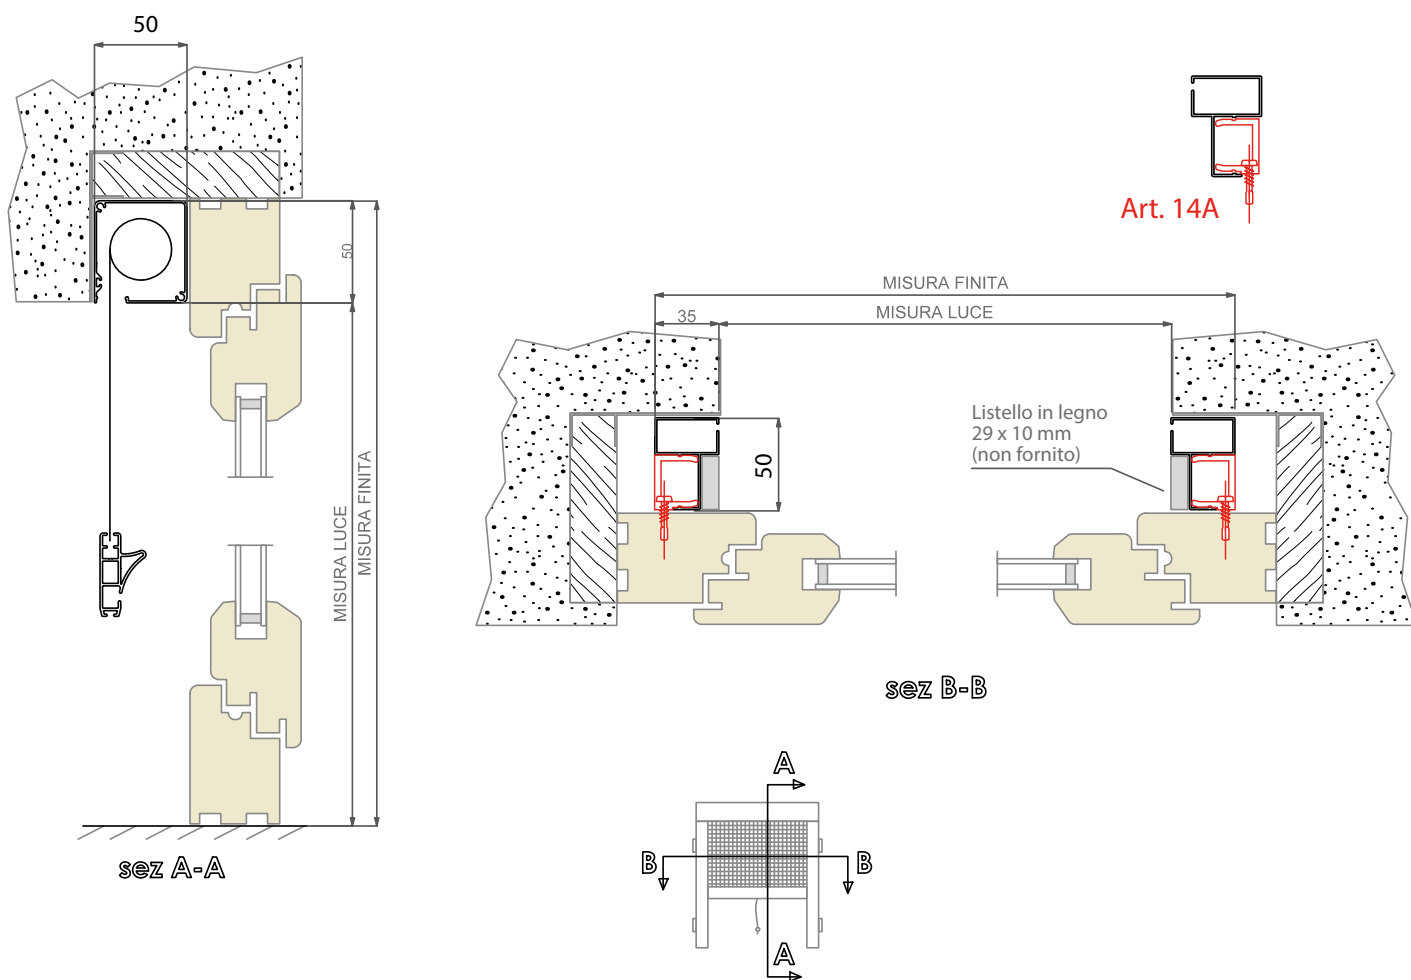 50
50
MISURA LUCE
MISURA FINITA
sez A-A
Art. 14A
MISURA FINITA
35
MISURA LUCE
50
Listello in legno
29 x 10 mm
(non fornito)
sez B-B
A
B
B
A